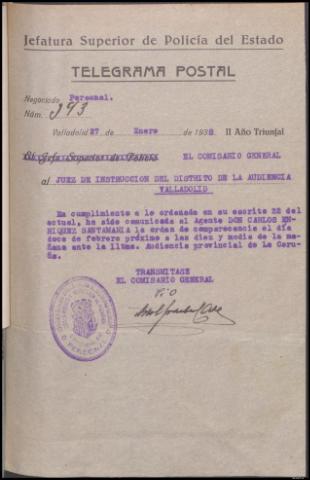 Jefatura Superior de Policía del Estado
TELEGRAMA POSTAL
Negociado Personal.
Núm. 293
Valladolid 27 de Enero de 1938 II Año Triunfal
El Jefe Superior de Policía EL COMISARIO GENERAL
al JUEZ DE INSTRUCCION DEL DISTRITO DE LA AUDIENCIA
VALLADOLID
En cumplimiento a lo ordenado en su escrito 22 del
actual, ha sido comunicada al Agente DON CARLOS EN-
RIQUEZ SANTAMARIA la orden de comparecencia el día
doce de febrero próximo a las diez y media de la ma-
ñana ante la Iltma. Audiencia provincial de la Coru-
ña.
TRANSMITASE
EL COMISARIO GENERAL
P.O
PERSONAL